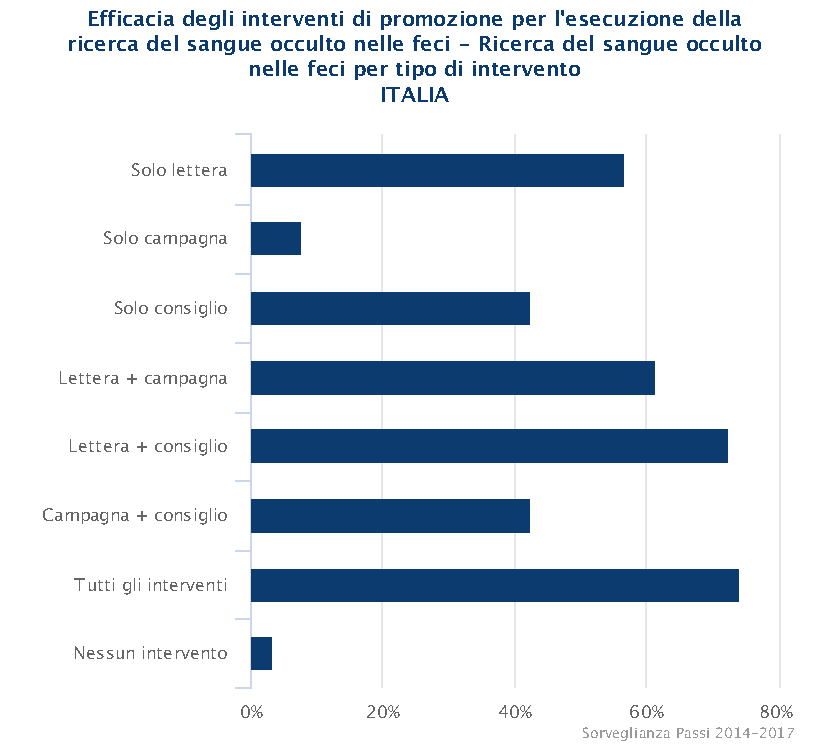 Efficacia degli interventi di promozione per l'esecuzione della
ricerca del sangue occulto nelle feci - Ricerca del sangue occulto
nelle feci per tipo di intervento
ITALIA
Solo lettera
Solo campagna
Solo consiglio
Lettera + campagna
Lettera + consiglio
Campagna + consiglio
Tutti gli interventi
Nessun intervento
0% 20% 40% 60% 80%
Sorveglianza Passi 2014-2017